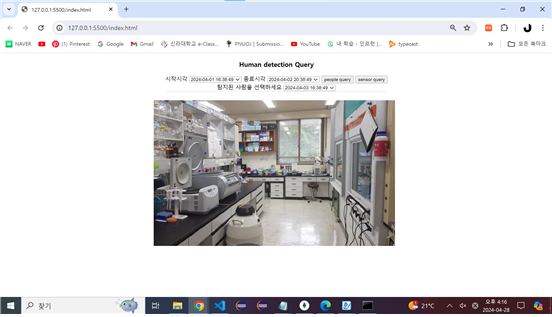 127.0.0.1:5500/index.html
127.0.0.1:5500/index.html
NAVER (1) Pinterest Google Gmail 신라대학교 e-Class... PNUGI | Submissio... YouTube 내 학습 - 인프런 |... typecast 모든 북마크
Human detection Query
시작시각 2024-04-01 16:38:49 종료시각 2024-04-02 20:38:49 people query sensor query
탐지된 사람을 선택하세요 2024-04-03 16:38:49
찾기
21°C
오후 4:16
2024-04-28